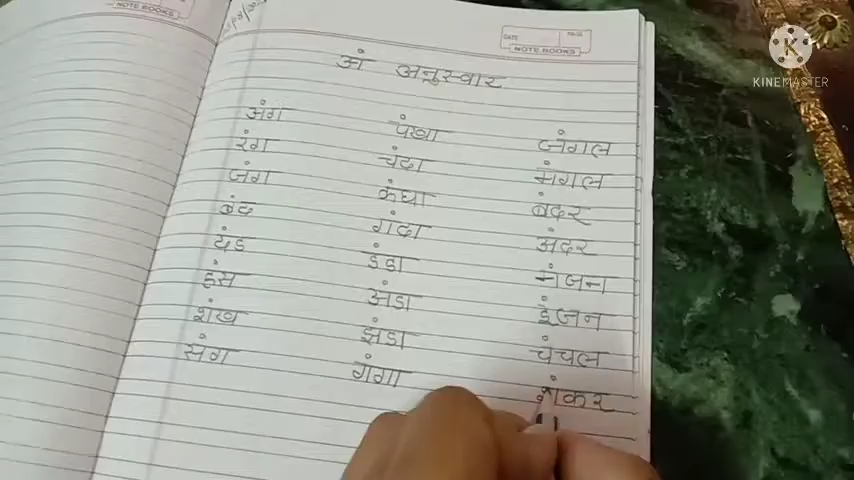 NOTE BOOKS
DATE PAGE
NOTE BOOKS
KINEMASTER
अं अनुस्वार
अंग पंखा जंगल
रंग चंदा मंगल
जंग कंघा बंदर
बंद गंदा अंदर
दंड डंडा मंजन
हंस अंडा इंजन
शंख झंडा चंचल
संग गंगा शंकर